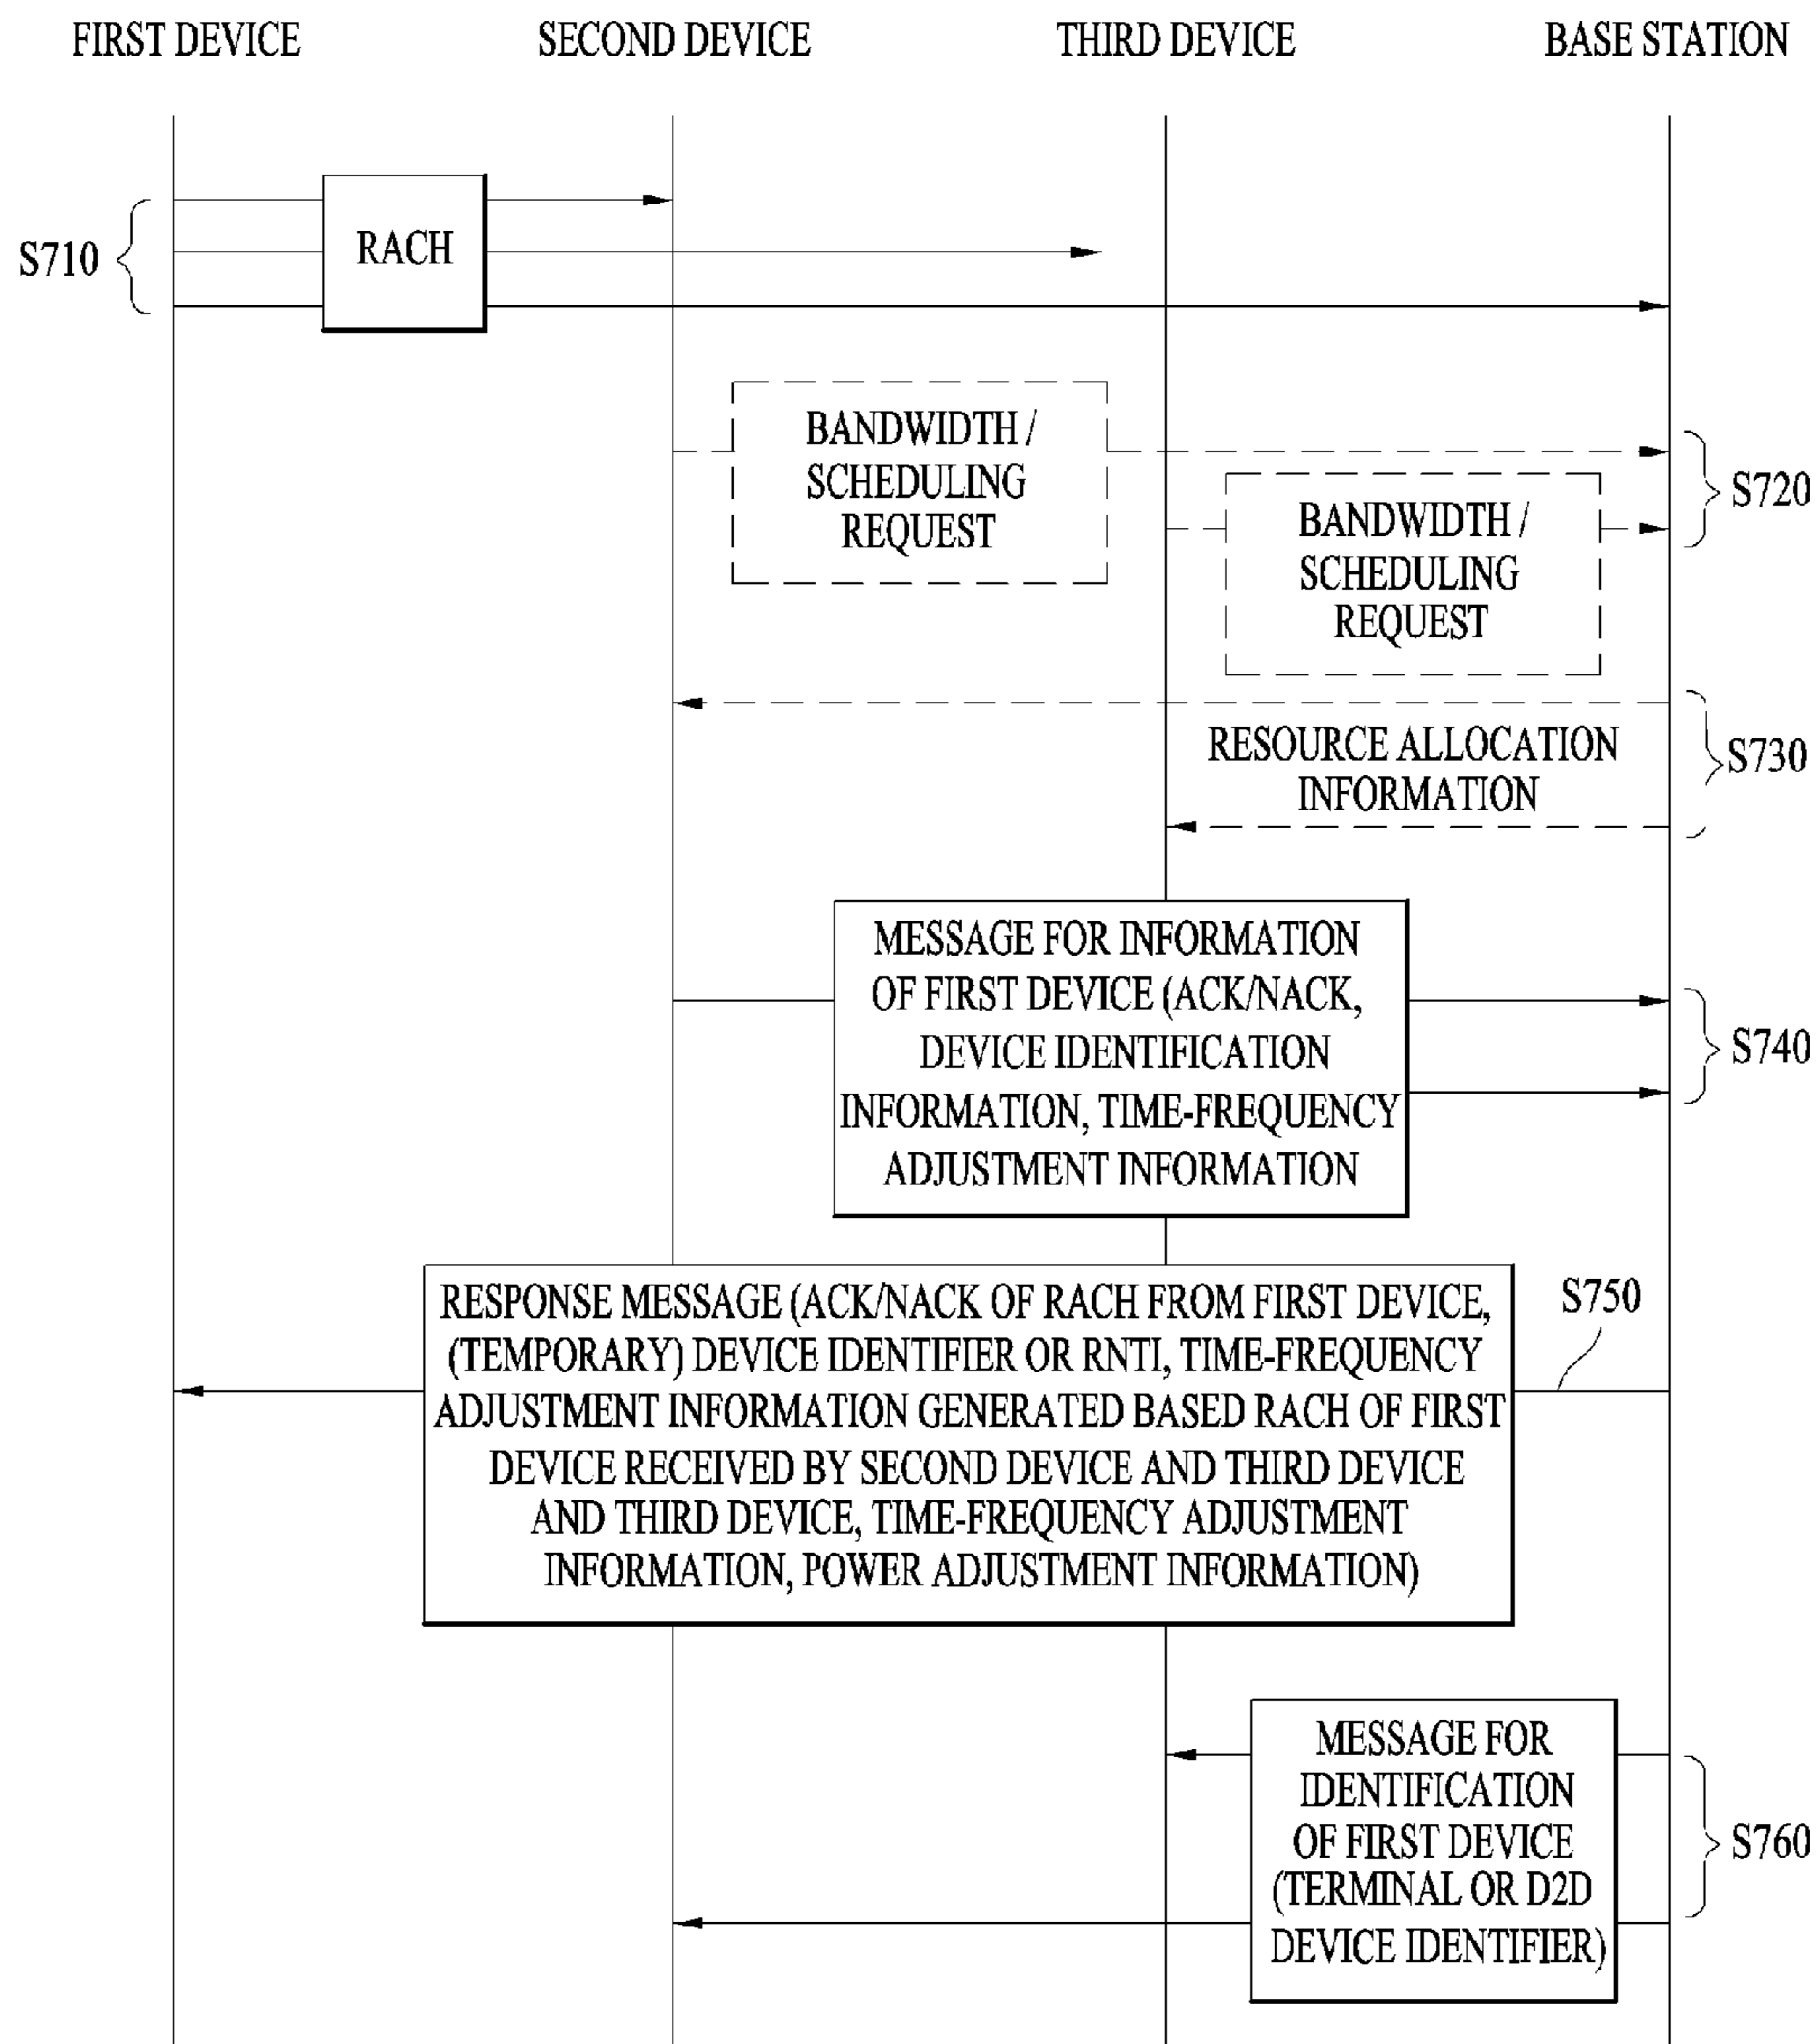 FIRST DEVICE
SECOND DEVICE
THIRD DEVICE
BASE STATION
S710
RACH
BANDWIDTH /
SCHEDULING
REQUEST
S720
BANDWIDTH /
SCHEDULING
REQUEST
RESOURCE ALLOCATION
INFORMATION
S730
MESSAGE FOR INFORMATION
OF FIRST DEVICE (ACK/NACK,
DEVICE IDENTIFICATION
INFORMATION, TIME-FREQUENCY
ADJUSTMENT INFORMATION
S740
RESPONSE MESSAGE (ACK/NACK OF RACH FROM FIRST DEVICE,
(TEMPORARY) DEVICE IDENTIFIER OR RNTI, TIME-FREQUENCY
ADJUSTMENT INFORMATION GENERATED BASED RACH OF FIRST
DEVICE RECEIVED BY SECOND DEVICE AND THIRD DEVICE
AND THIRD DEVICE, TIME-FREQUENCY ADJUSTMENT
INFORMATION, POWER ADJUSTMENT INFORMATION)
S750
MESSAGE FOR
IDENTIFICATION
OF FIRST DEVICE
(TERMINAL OR D2D
DEVICE IDENTIFIER)
S760